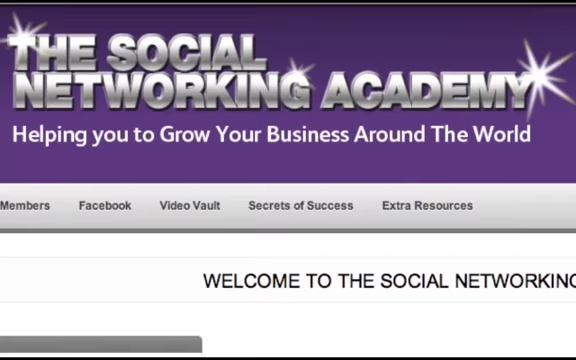 THE SOCIAL
NETWORKING ACADEMY
Helping you to Grow Your Business Around The World
Members Facebook Video Vault Secrets of Success Extra Resources
WELCOME TO THE SOCIAL NETWORKING